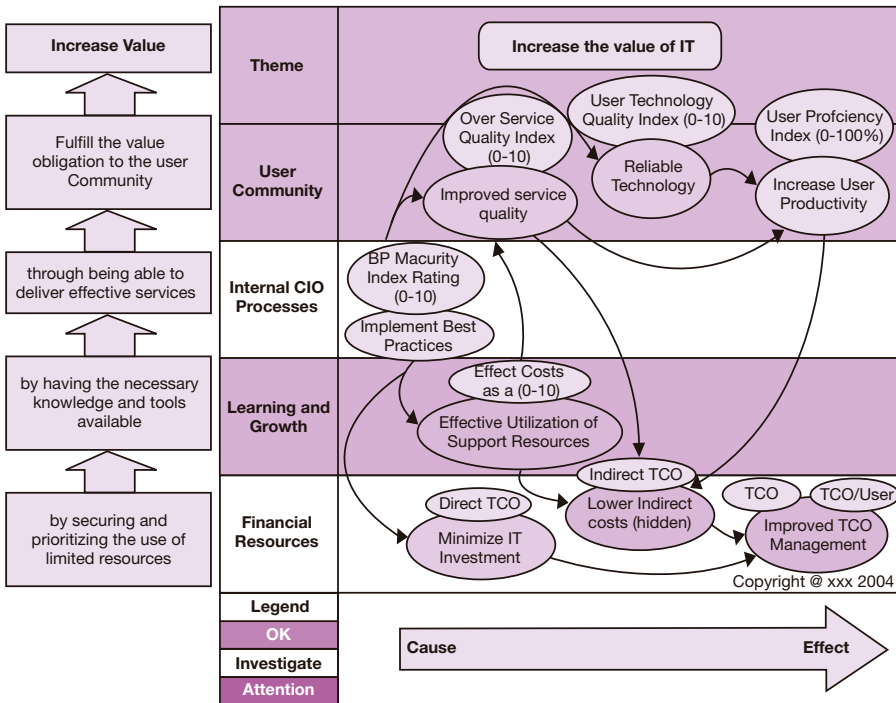 Increase Value
Fulfill the value
obligation to the user
Community
through being able to
deliver effective services
by having the necessary
knowledge and tools
available
by securing and
prioritizing the use of
limited resources
Theme
Increase the value of IT
User
Community
Over Service
Quality Index
(0-10)
Improved service
quality
User Technology
Quality Index (0-10)
Reliable
Technology
User Profciency
Index (0-100%)
Increase User
Productivity
Internal CIO
Processes
BP Macurity
Index Rating
(0-10)
Implement Best
Practices
Learning and
Growth
Effect Costs
as a (0-10)
Effective Utilization of
Support Resources
Financial
Resources
Direct TCO
Minimize IT
Investment
Indirect TCO
Lower Indirect
costs (hidden)
TCO
TCO/User
Improved TCO
Management
Copyright @ xxx 2004
Legend
OK
Investigate
Attention
Cause
Effect